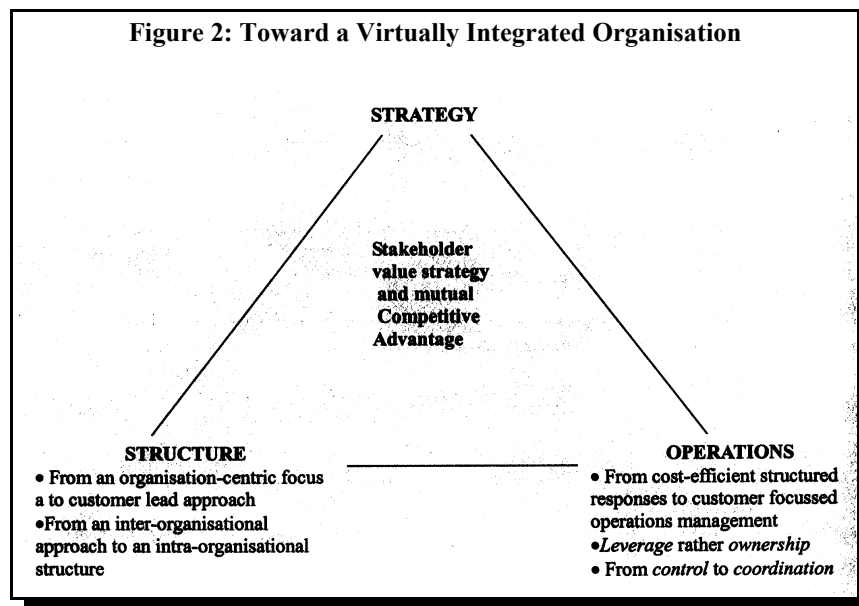 Figure 2: Toward a Virtually Integrated Organisation
STRATEGY
Stakeholder
value strategy
and mutual
Competitive
Advantage
STRUCTURE
• From an organisation-centric focus
a to customer lead approach
•From an inter-organisational
approach to an intra-organisational
structure
OPERATIONS
• From cost-efficient structured
responses to customer focussed
operations management
•Leverage rather ownership
• From control to coordination